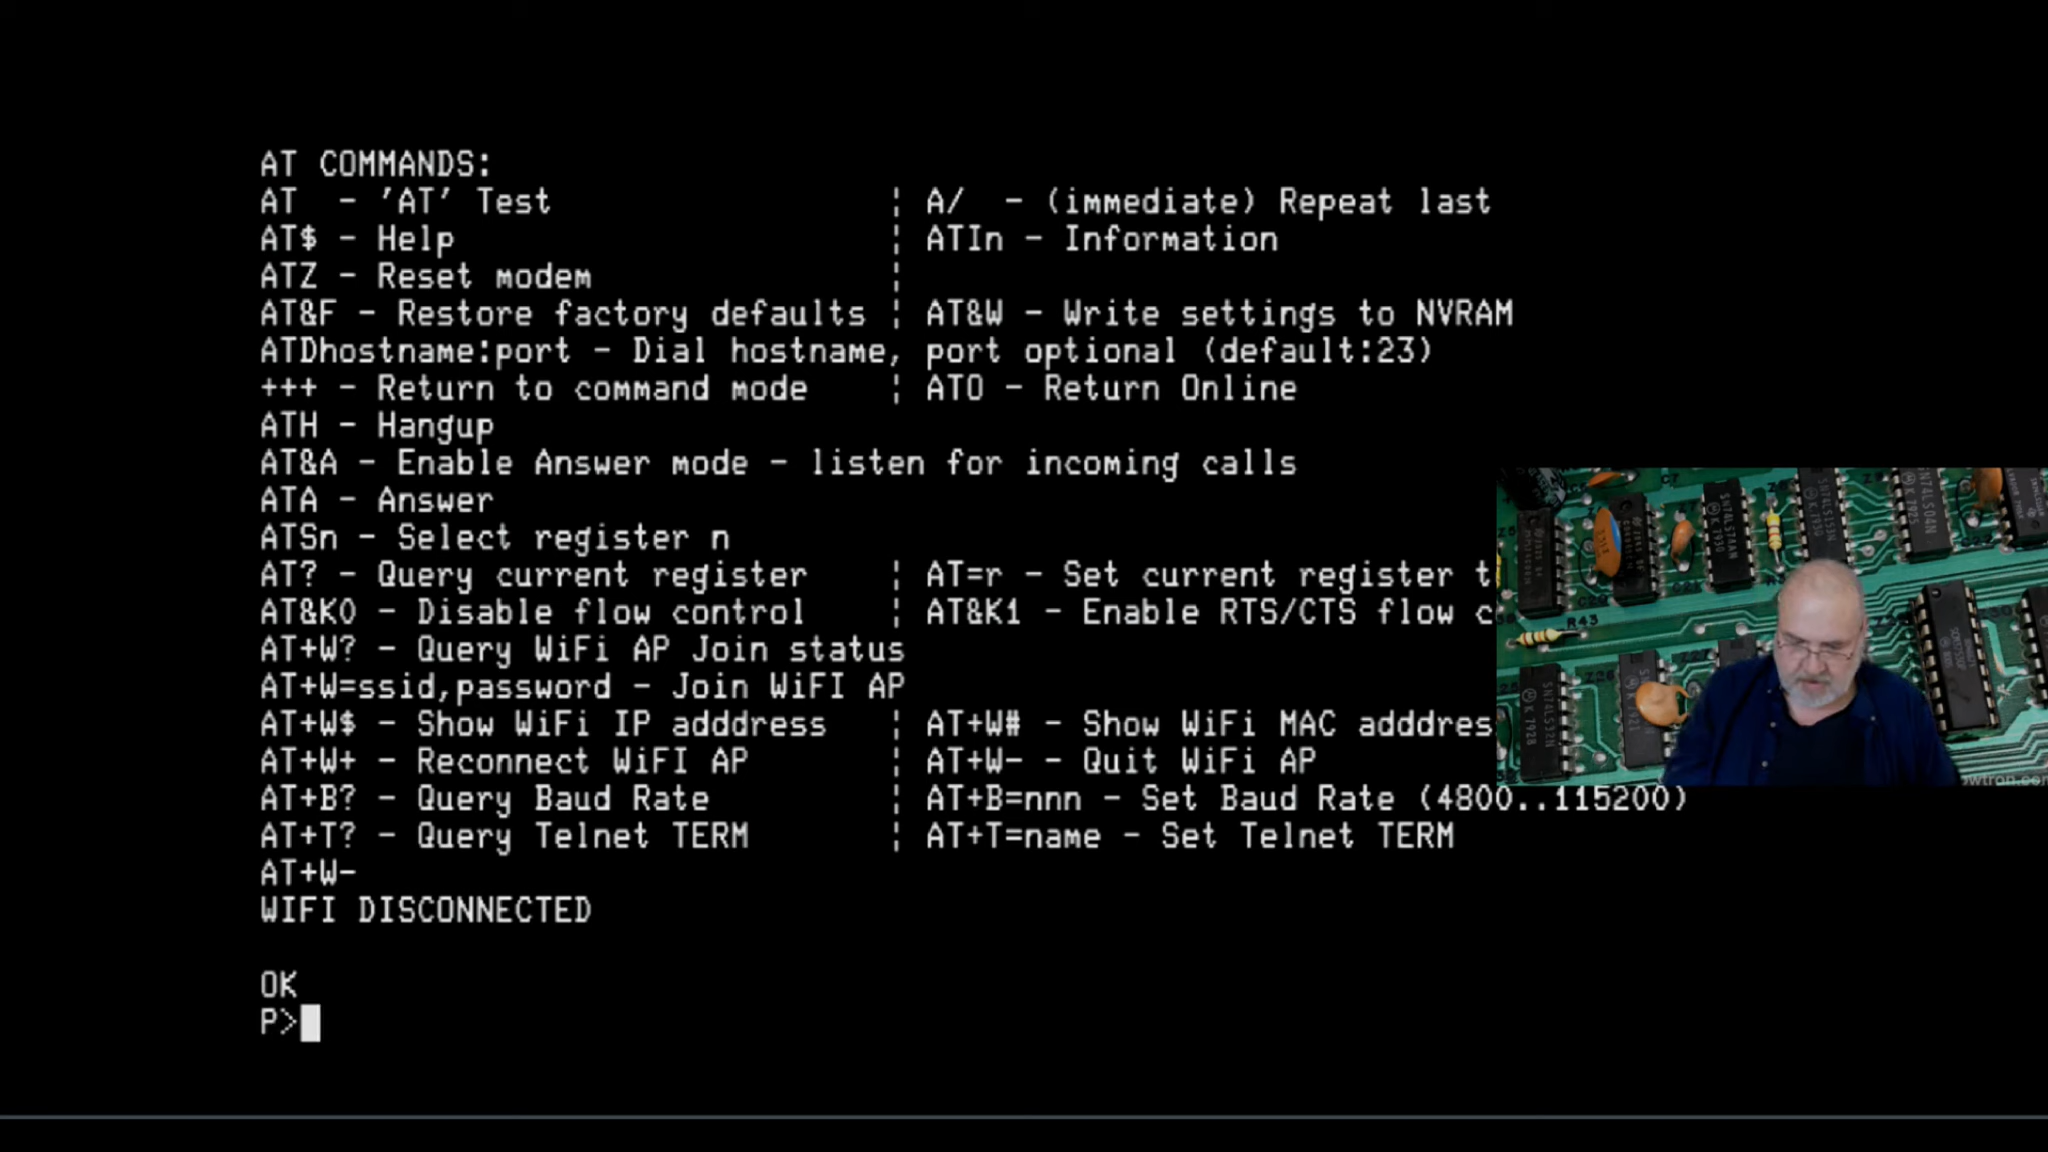 AT COMMANDS:
AT - 'AT' Test ¦ A/ - (immediate) Repeat last
AT$ - Help ¦ ATIn - Information
ATZ - Reset modem ¦
AT&F - Restore factory defaults ¦ AT&W - Write settings to NVRAM
ATDhostname:port - Dial hostname, port optional (default:23)
+++ - Return to command mode ¦ ATO - Return Online
ATH - Hangup
AT&A - Enable Answer mode - listen for incoming calls
ATA - Answer
ATSn - Select register n
AT? - Query current register ¦ AT=r - Set current register t
AT&K0 - Disable flow control ¦ AT&K1 - Enable RTS/CTS flow c
AT+W? - Query WiFi AP Join status
AT+W=ssid,password - Join WiFI AP
AT+W$ - Show WiFi IP adddress ¦ AT+W# - Show WiFi MAC adddres
AT+W+ - Reconnect WiFI AP ¦ AT+W- - Quit WiFi AP
AT+B? - Query Baud Rate ¦ AT+B=nnn - Set Baud Rate (4800..115200)
AT+T? - Query Telnet TERM ¦ AT+T=name - Set Telnet TERM
AT+W-
WIFI DISCONNECTED
OK
P>
R43
SN74LS04N
SN74LS32N
K 7928
wtron.com